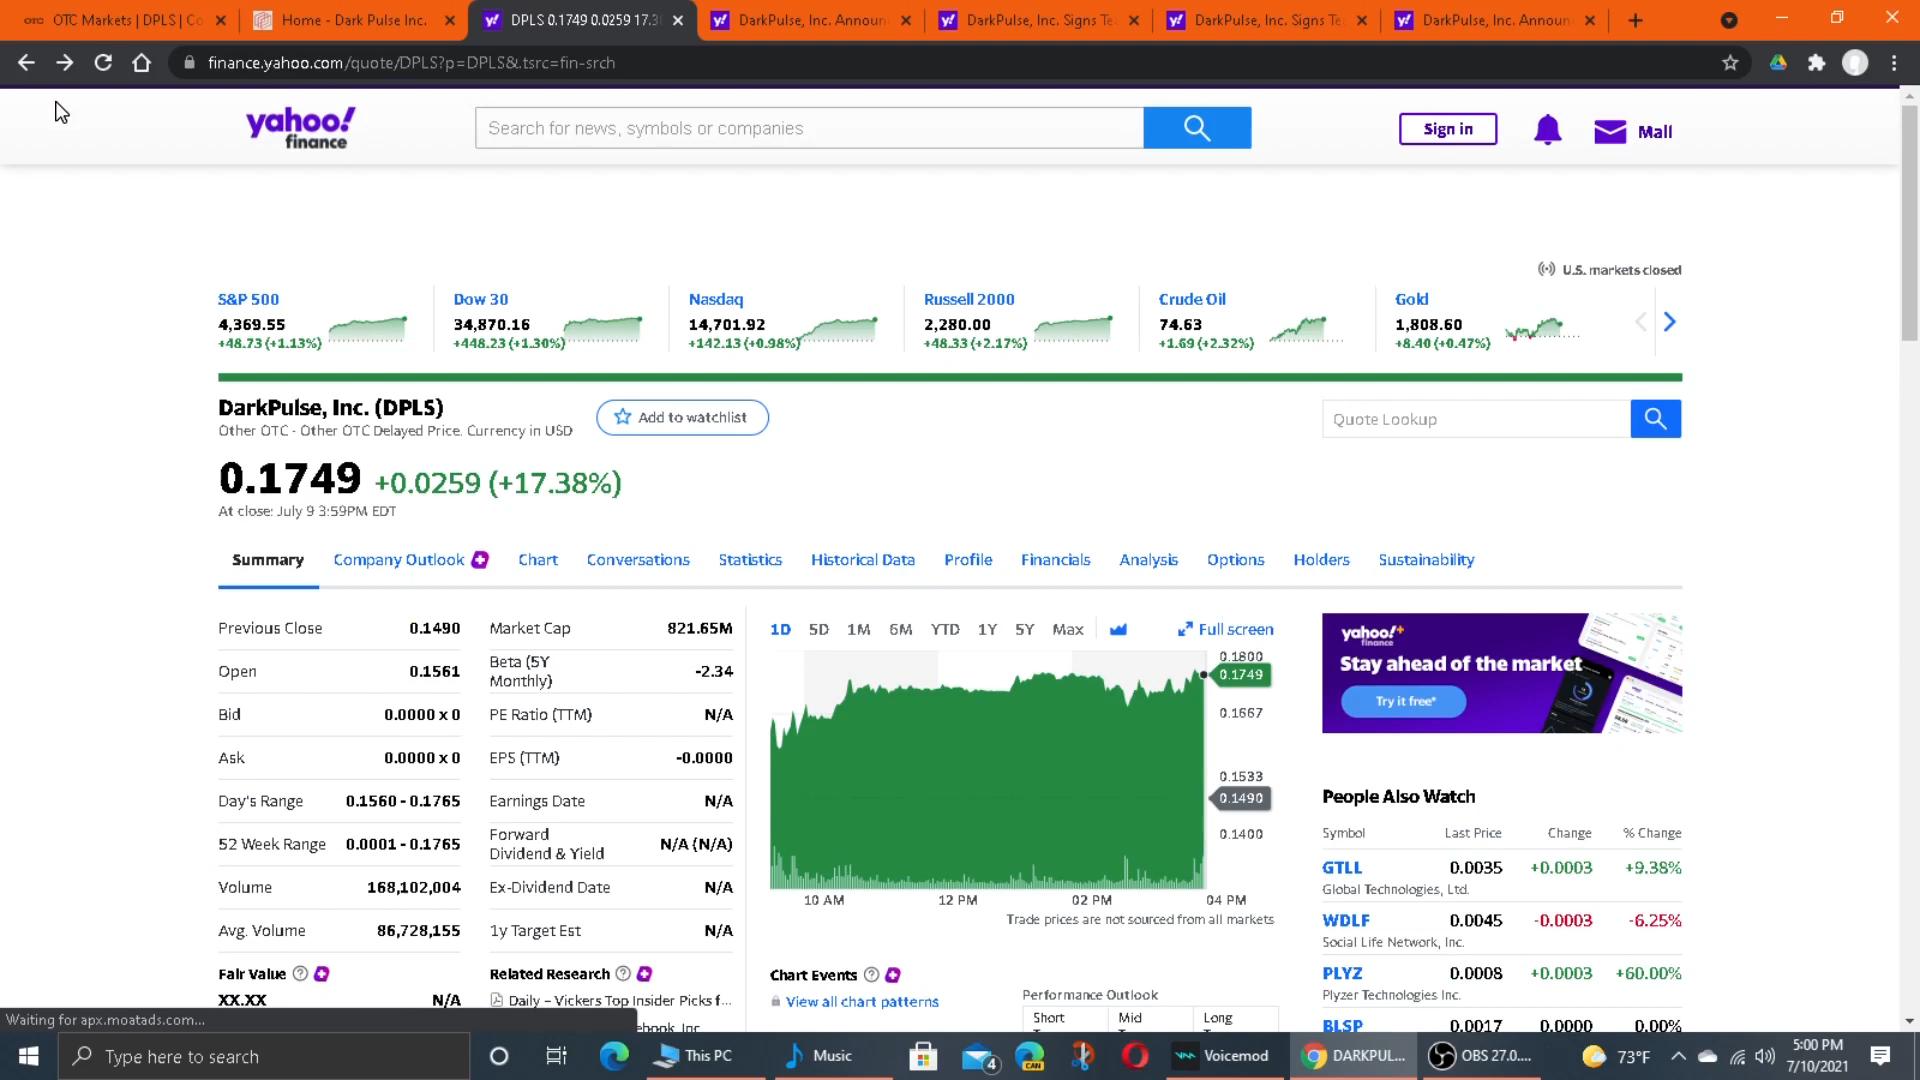 OTC Markets | DPLS | Co
Home - Dark Pulse Inc.
DPLS 0.1749 0.0259 17.3
DarkPulse, Inc. Announ
DarkPulse, Inc. Signs Te
DarkPulse, Inc. Signs Te
DarkPulse, Inc. Announ
finance.yahoo.com/quote/DPLS?p=DPLS&.tsrc=fin-srch
yahoo!
finance
Search for news, symbols or companies
Sign in
Mail
U.S. markets closed
S&P 500
4,369.55
+48.73 (+1.13%)
Dow 30
34,870.16
+448.23 (+1.30%)
Nasdaq
14,701.92
+142.13 (+0.98%)
Russell 2000
2,280.00
+48.33 (+2.17%)
Crude Oil
74.63
+1.69 (+2.32%)
Gold
1,808.60
+8.40 (+0.47%)
DarkPulse, Inc. (DPLS)
Other OTC - Other OTC Delayed Price. Currency in USD
Add to watchlist
Quote Lookup
0.1749 +0.0259 (+17.38%)
At close: July 9 3:59PM EDT
Summary Company Outlook Chart Conversations Statistics Historical Data Profile Financials Analysis Options Holders Sustainability
Previous Close 0.1490
Open 0.1561
Bid 0.0000 x 0
Ask 0.0000 x 0
Day's Range 0.1560 - 0.1765
52 Week Range 0.0001 - 0.1765
Volume 168,102,004
Avg. Volume 86,728,155
Fair Value
XX.XX N/A
Market Cap 821.65M
Beta (5Y
Monthly) -2.34
PE Ratio (TTM) N/A
EPS (TTM) -0.0000
Earnings Date N/A
Forward
Dividend & Yield N/A (N/A)
Ex-Dividend Date N/A
1y Target Est N/A
Related Research
Daily – Vickers Top Insider Picks f...
ebook, Inc
1D 5D 1M 6M YTD 1Y 5Y Max Full screen
0.1800
0.1749
0.1667
0.1533
0.1490
0.1400
10 AM 12 PM 02 PM 04 PM
Trade prices are not sourced from all markets
Chart Events
View all chart patterns
Performance Outlook
Short Mid Long
yahoo!+
finance
Stay ahead of the market
Try it free*
People Also Watch
Symbol Last Price Change % Change
GTLL 0.0035 +0.0003 +9.38%
Global Technologies, Ltd.
WDLF 0.0045 -0.0003 -6.25%
Social Life Network, Inc.
PLYZ 0.0008 +0.0003 +60.00%
Plyzer Technologies Inc.
BLSP 0.0017 0.0000 0.00%
Waiting for apx.moatads.com...
Type here to search
This PC
Music
4
CAN
Voicemod
DARKPUL...
OBS 27.0....
73°F
5:00 PM
7/10/2021